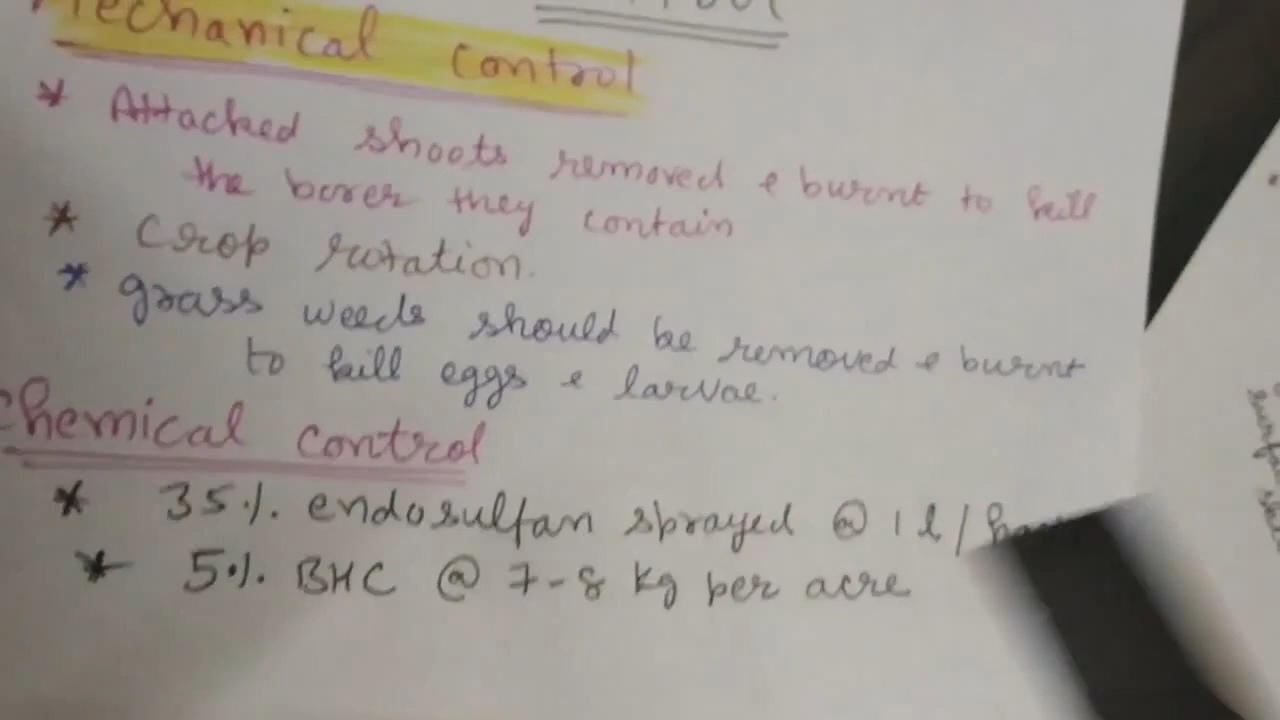 Mechanical control
* Attacked shoots removed & burnt to kill
the borer they contain
* Crop rotation.
* grass weeds should be removed & burnt
to kill eggs & larvae.
Chemical control
* 35%. endosulfan sprayed @ 1 l/
* 5%. BHC @ 7-8 kg per acre